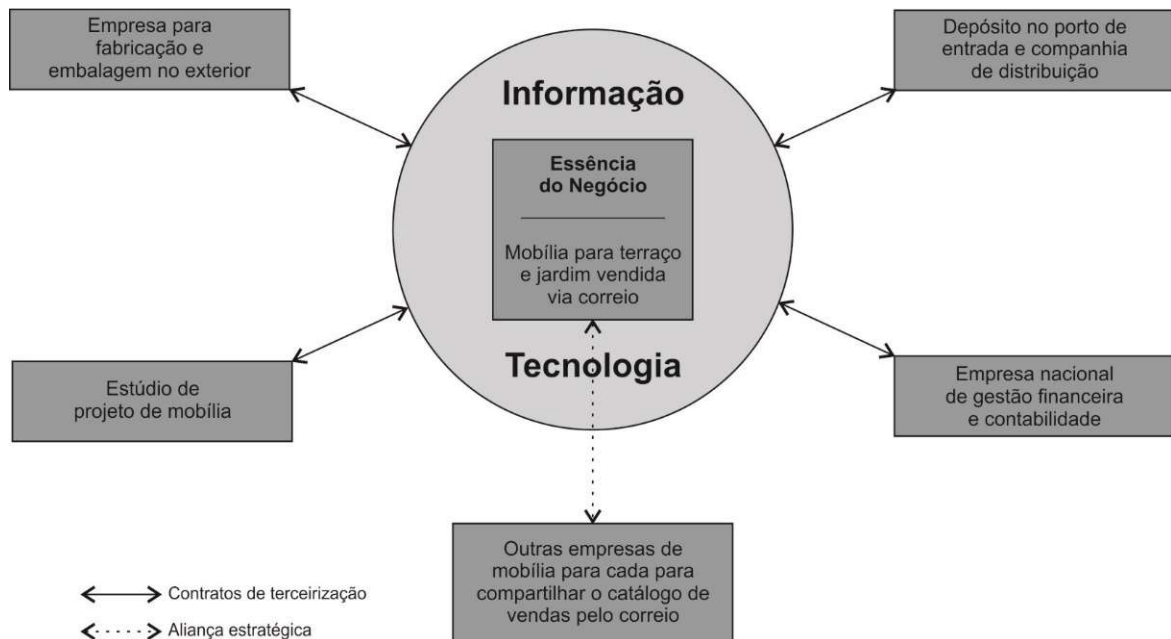 Empresa para
fabricação e
embalagem no exterior
Depósito no porto de
entrada e companhia
de distribuição
Informação
Essência
do Negócio
Mobília para terraço
e jardim vendida
via correio
Tecnologia
Estúdio de
projeto de mobília
Empresa nacional
de gestão financeira
e contabilidade
Outras empresas de
mobília para cada para
compartilhar o catálogo de
vendas pelo correio
Contratos de terceirização
Aliança estratégica